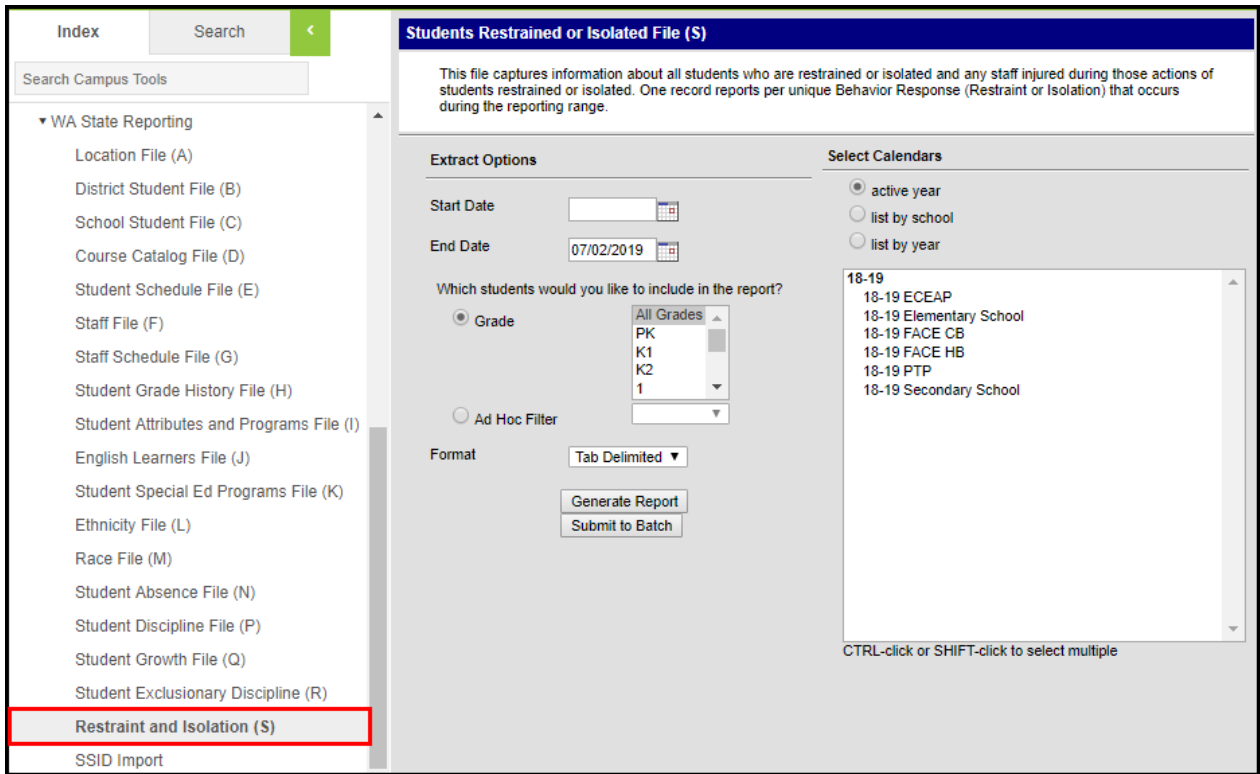 Index
Search
<
Search Campus Tools
▾ WA State Reporting
Location File (A)
District Student File (B)
School Student File (C)
Course Catalog File (D)
Student Schedule File (E)
Staff File (F)
Staff Schedule File (G)
Student Grade History File (H)
Student Attributes and Programs File (I)
English Learners File (J)
Student Special Ed Programs File (K)
Ethnicity File (L)
Race File (M)
Student Absence File (N)
Student Discipline File (P)
Student Growth File (Q)
Student Exclusionary Discipline (R)
Restraint and Isolation (S)
SSID Import
Students Restrained or Isolated File (S)
This file captures information about all students who are restrained or isolated and any staff injured during those actions of
students restrained or isolated. One record reports per unique Behavior Response (Restraint or Isolation) that occurs
during the reporting range.
Extract Options
Start Date
End Date
07/02/2019
Which students would you like to include in the report?
Grade
All Grades
PK
K1
K2
1
Ad Hoc Filter
Format
Tab Delimited ▼
Generate Report
Submit to Batch
Select Calendars
active year
list by school
list by year
18-19
18-19 ECEAP
18-19 Elementary School
18-19 FACE CB
18-19 FACE HB
18-19 PTP
18-19 Secondary School
CTRL-click or SHIFT-click to select multiple